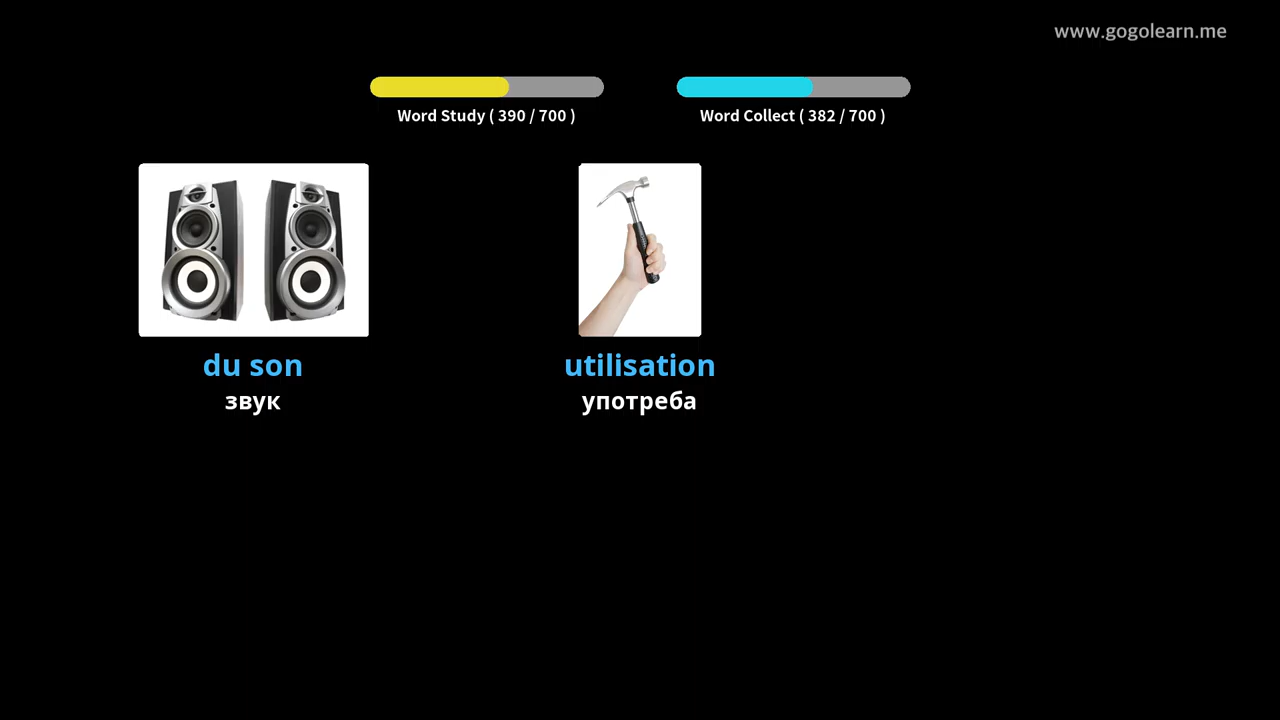 www.gogolearn.me
Word Study ( 390 / 700 )
Word Collect ( 382 / 700 )
du son
звук
utilisation
употреба